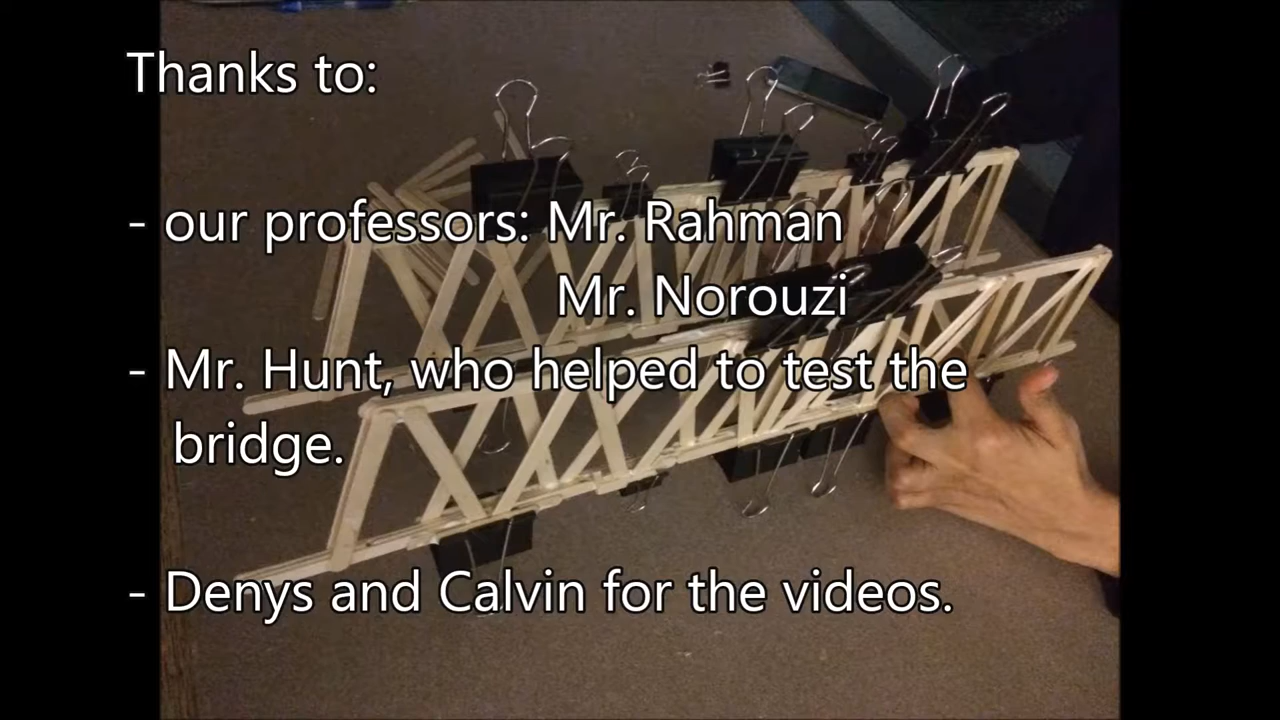 Thanks to:
- our professors: Mr. Rahman
Mr. Norouzi
- Mr. Hunt, who helped to test the
bridge.
- Denys and Calvin for the videos.